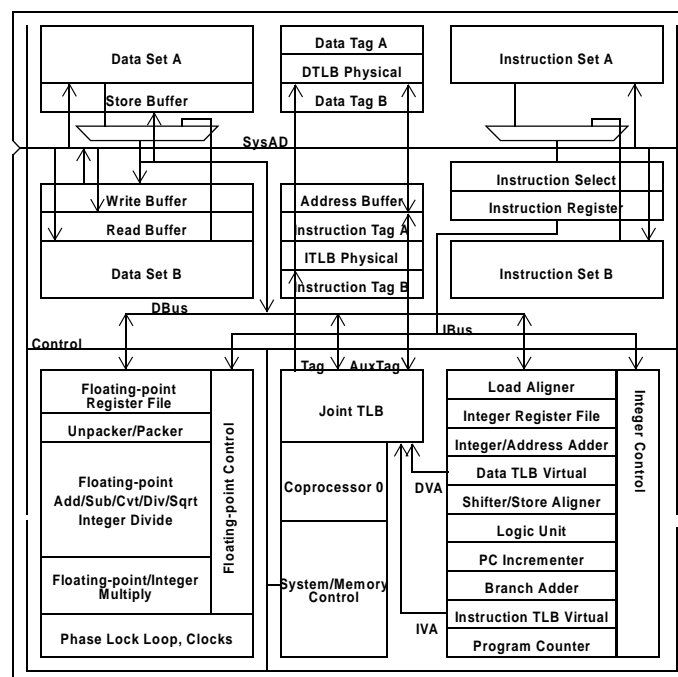 Data Set A
Store Buffer
Data Tag A
DTLB Physical
Data Tag B
Instruction Set A
SysAD
Write Buffer
Read Buffer
Data Set B
Address Buffer
Instruction Tag A
ITLB Physical
Instruction Tag B
Instruction Select
Instruction Register
Instruction Set B
DBus
IBus
Control
Tag
AuxTag
Floating-point
Register File
Unpacker/Packer
Floating-point
Add/Sub/Cvt/Div/Sqrt
Integer Divide
Floating-point/Integer
Multiply
Floating-point Control
Phase Lock Loop, Clocks
Joint TLB
Coprocessor 0
System/Memory
Control
DVA
IVA
Load Aligner
Integer Register File
Integer/Address Adder
Data TLB Virtual
Shifter/Store Aligner
Logic Unit
PC Incrementer
Branch Adder
Instruction TLB Virtual
Program Counter
Integer Control